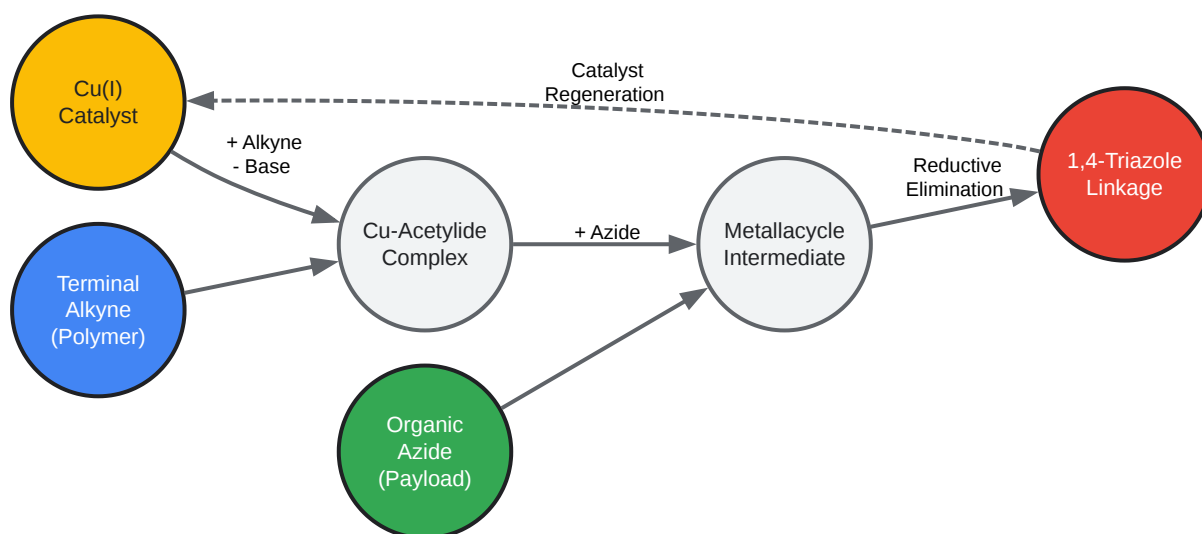 Cu(I)
Catalyst
Catalyst
Regeneration
+ Alkyne
- Base
Terminal
Alkyne
(Polymer)
Cu-Acetylide
Complex
+ Azide
Organic
Azide
(Payload)
Metallacycle
Intermediate
Reductive
Elimination
1,4-Triazole
Linkage